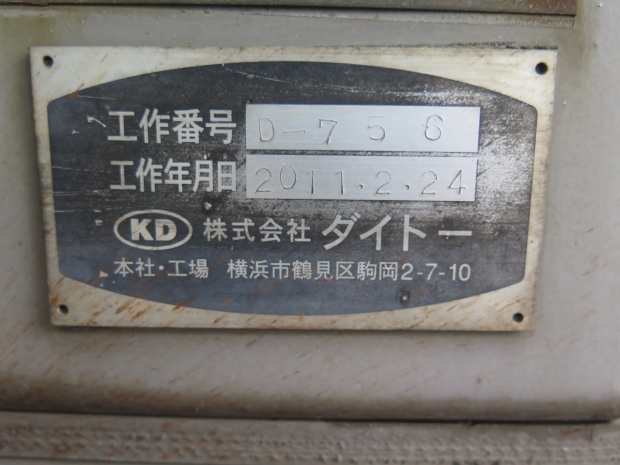 工作番号 D-756
工作年月日 2011.2.24
KD 株式会社 ダイトー
本社・工場 横浜市鶴見区駒岡2-7-10